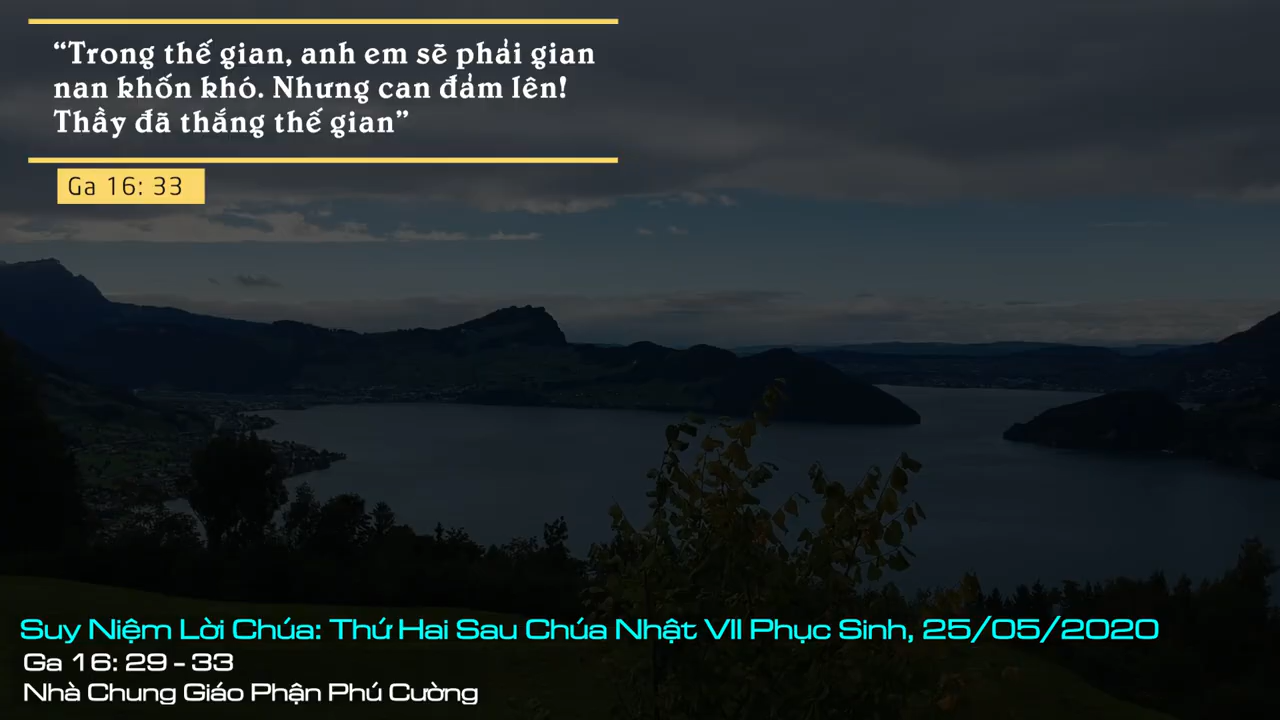 “Trong thế gian, anh em sẽ phải gian
nan khốn khó. Nhưng can đảm lên!
Thầy đã thắng thế gian”
Ga 16: 33
Suy Niệm Lời Chúa: Thứ Hai Sau Chúa Nhật VII Phục Sinh, 25/05/2020
Ga 16: 29 - 33
Nhà Chung Giáo Phận Phú Cường